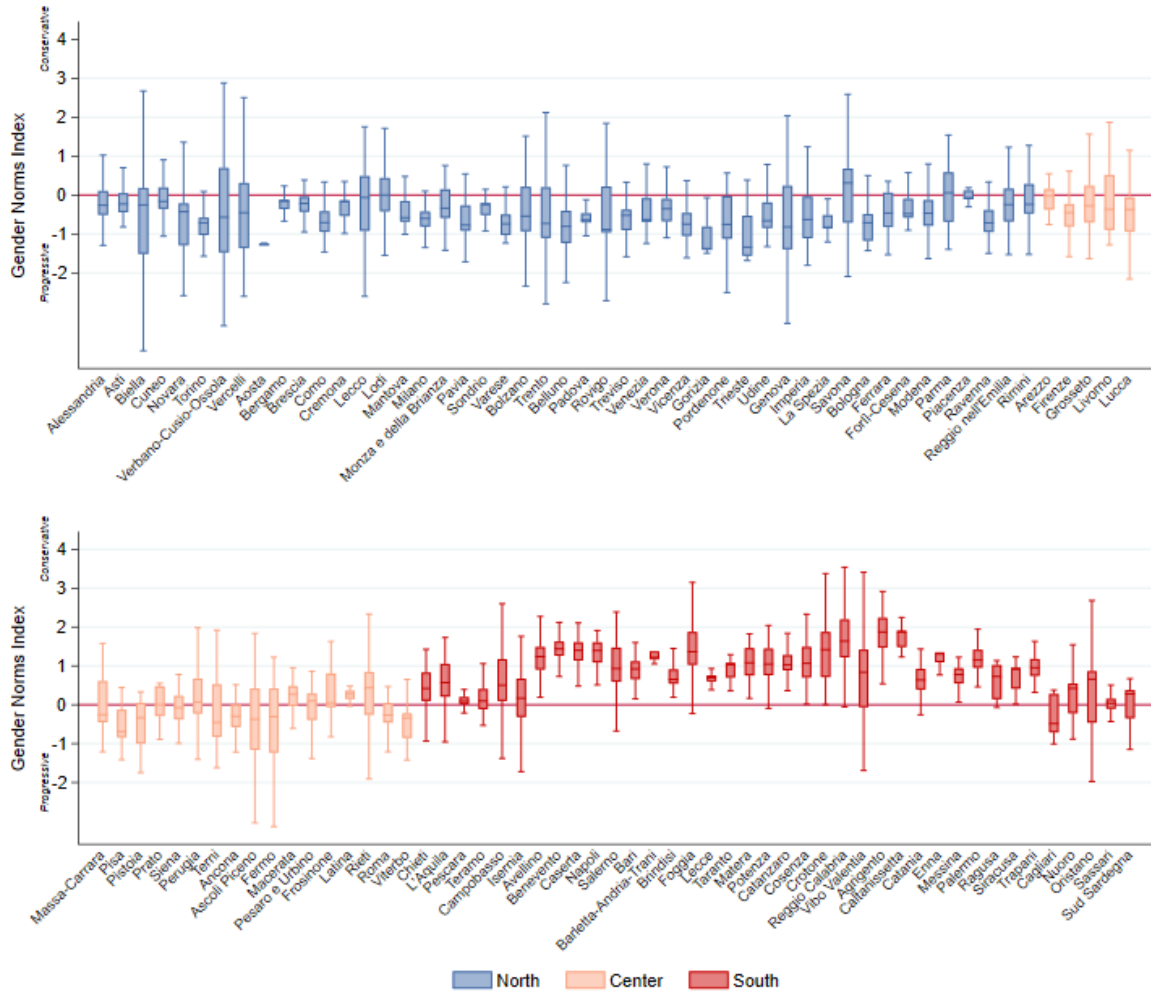 Conservative
4
3
2
1
0
-1
-2
Progressive
Gender Norms Index
Alessandria
Asti
Biella
Cuneo
Novara
Torino
Verbano-Cusio-Ossola
Vercelli
Aosta
Bergamo
Brescia
Como
Cremona
Lecco
Lodi
Mantova
Milano
Monza e della Brianza
Pavia
Sondrio
Varese
Bolzano
Trento
Belluno
Padova
Rovigo
Treviso
Venezia
Verona
Vicenza
Gorizia
Pordenone
Trieste
Udine
Genova
Imperia
La Spezia
Savona
Bologna
Ferrara
Forlì-Cesena
Modena
Parma
Piacenza
Ravenna
Reggio nell'Emilia
Rimini
Arezzo
Firenze
Grosseto
Livorno
Lucca
Conservative
4
3
2
1
0
-1
-2
Progressive
Gender Norms Index
Massa-Carrara
Pisa
Pistoia
Prato
Siena
Perugia
Terni
Ancona
Ascoli Piceno
Fermo
Macerata
Pesaro e Urbino
Frosinone
Latina
Rieti
Roma
Viterbo
Chieti
L'Aquila
Pescara
Teramo
Campobasso
Isernia
Avellino
Benevento
Caserta
Napoli
Salerno
Bari
Barletta-Andria-Trani
Brindisi
Foggia
Lecce
Taranto
Matera
Potenza
Catanzaro
Cosenza
Crotone
Reggio Calabria
Vibo Valentia
Agrigento
Caltanissetta
Catania
Enna
Messina
Palermo
Ragusa
Siracusa
Trapani
Cagliari
Nuoro
Oristano
Sassari
Sud Sardegna
North Center South